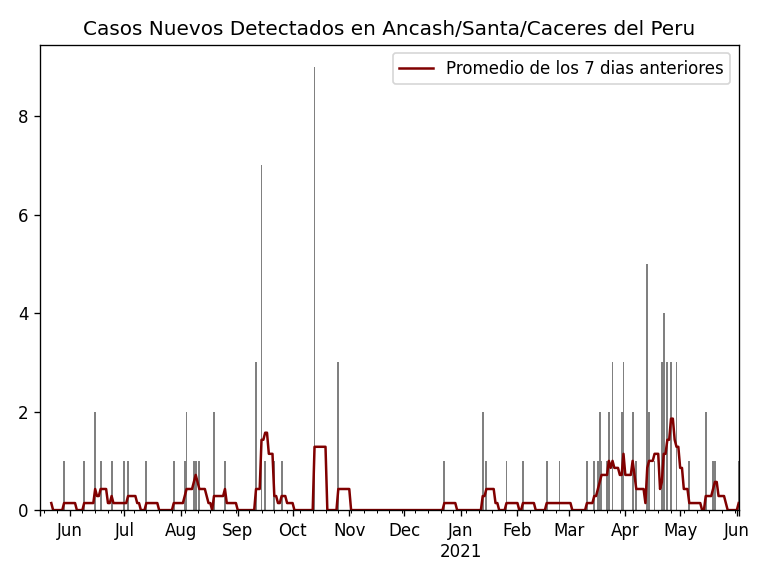 Casos Nuevos Detectados en Ancash/Santa/Caceres del Peru
Promedio de los 7 dias anteriores
8
6
4
2
0
Jun Jul Aug Sep Oct Nov Dec Jan Feb Mar Apr May Jun
2021